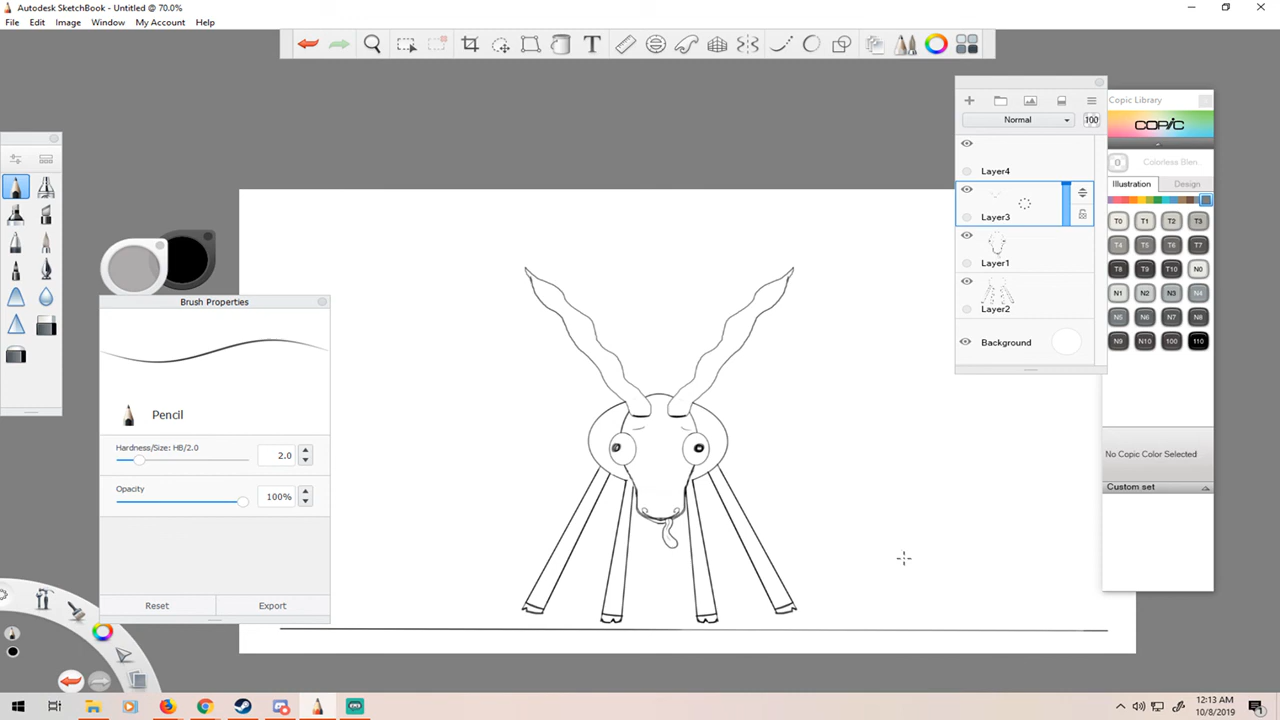 Autodesk SketchBook - Untitled @ 70.0%
File Edit Image Window My Account Help
T
Copic Library
COPIC
Normal 100
0 Colorless Blen
Layer4
Illustration Design
Layer3
T0 T1 T2 T3
T4 T5 T6 T7
Layer1
T8 T9 T10 N0
N1 N2 N3 N4
Layer2
N5 N6 N7 N8
Background
N9 N10 100 110
Brush Properties
Pencil
Hardness/Size: HB/2.0
2.0
Opacity
100%
Reset Export
No Copic Color Selected
Custom set
12:13 AM
10/8/2019
1